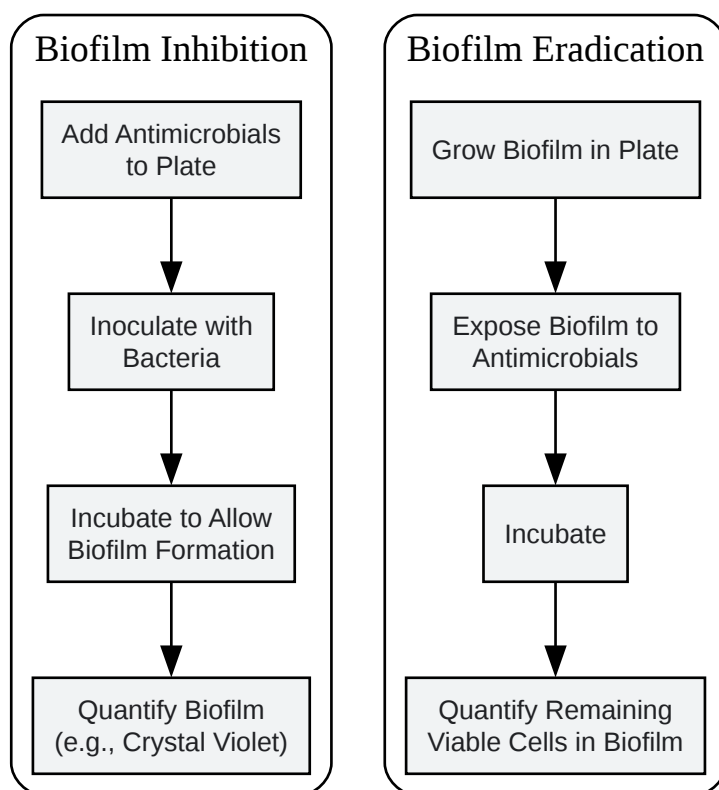 Biofilm Inhibition
Add Antimicrobials
to Plate
Inoculate with
Bacteria
Incubate to Allow
Biofilm Formation
Quantify Biofilm
(e.g., Crystal Violet)
Biofilm Eradication
Grow Biofilm in Plate
Expose Biofilm to
Antimicrobials
Incubate
Quantify Remaining
Viable Cells in Biofilm